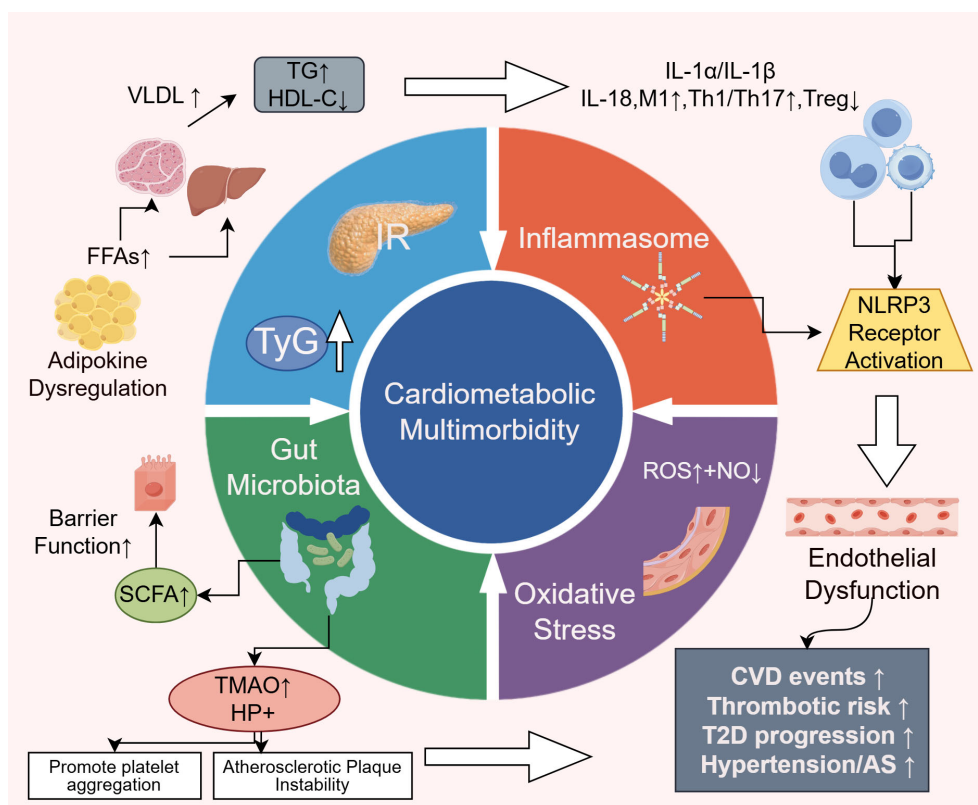 VLDL ↑
TG↑
HDL-C↓
IL-1α/IL-1β
IL-18,M1↑,Th1/Th17↑,Treg↓
FFAs↑
Adipokine
Dysregulation
IR
TyG
Inflammasome
NLRP3
Receptor
Activation
Cardiometabolic
Multimorbidity
Gut
Microbiota
Barrier
Function↑
SCFA↑
TMAO↑
HP+
Promote platelet
aggregation
Atherosclerotic Plaque
Instability
ROS↑+NO↓
Oxidative
Stress
Endothelial
Dysfunction
CVD events ↑
Thrombotic risk ↑
T2D progression ↑
Hypertension/AS ↑